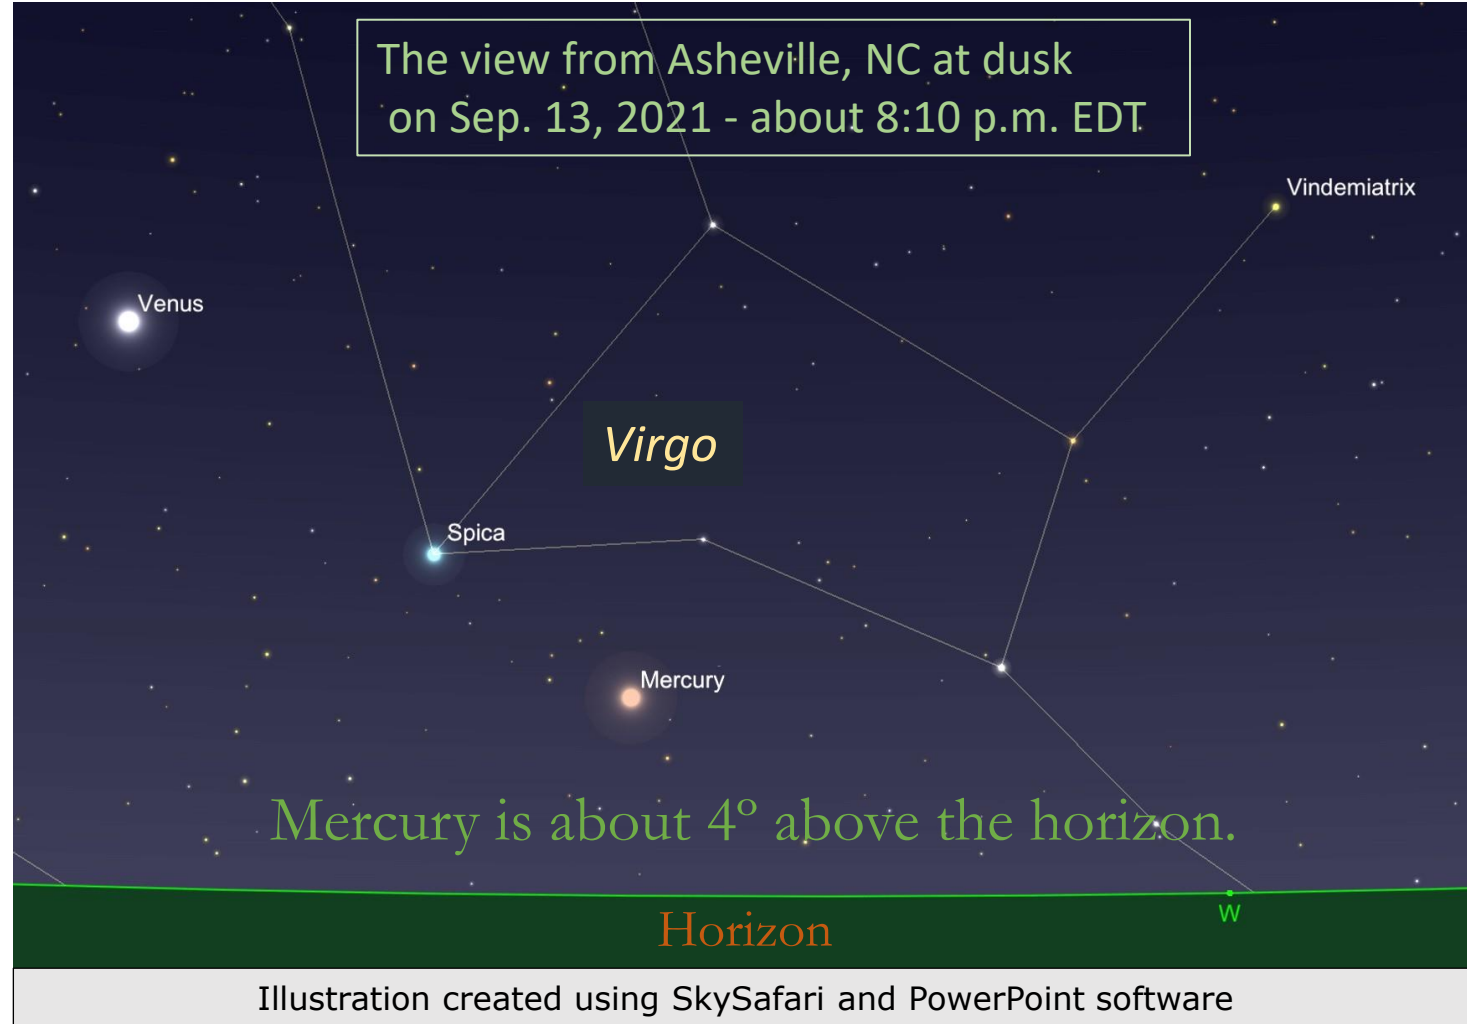 The view from Asheville, NC at dusk
on Sep. 13, 2021 - about 8:10 p.m. EDT
Vindemiatrix
Venus
Virgo
Spica
Mercury
Mercury is about 4º above the horizon.
W
Horizon
Illustration created using SkySafari and PowerPoint software